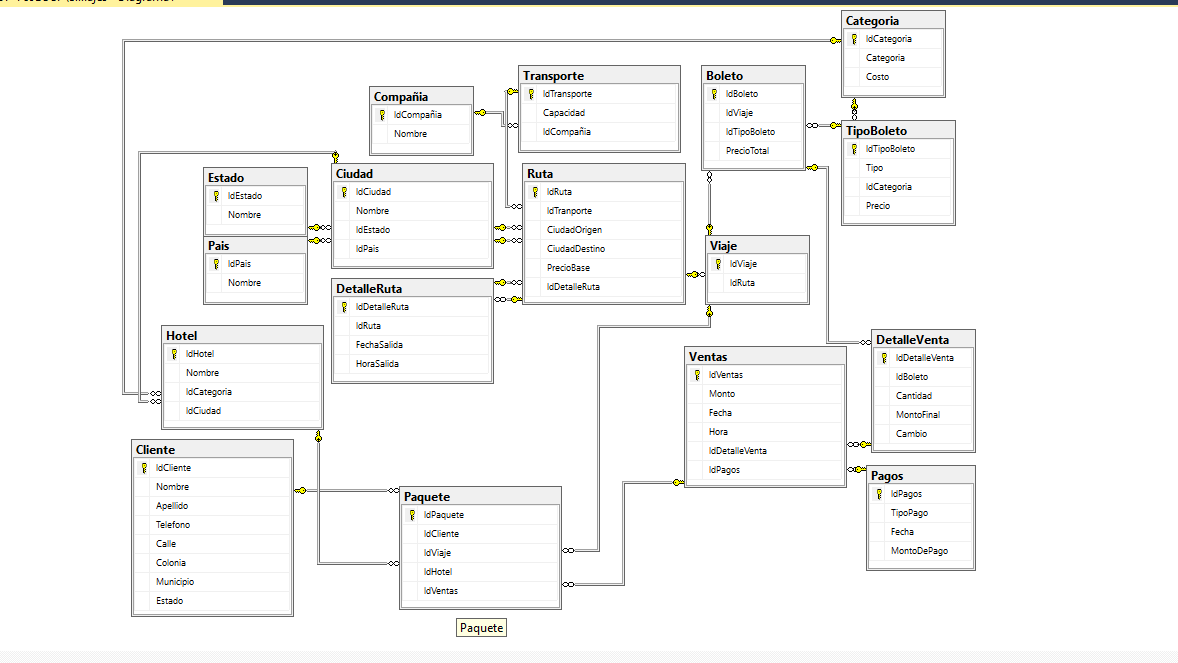 Categoria
IdCategoria
Categoria
Costo
Transporte
IdTransporte
Capacidad
IdCompañia
Boleto
IdBoleto
IdViaje
IdTipoBoleto
PrecioTotal
Compañia
IdCompañia
Nombre
TipoBoleto
IdTipoBoleto
Tipo
IdCategoria
Precio
Estado
IdEstado
Nombre
Ciudad
IdCiudad
Nombre
IdEstado
IdPais
Ruta
IdRuta
IdTranporte
CiudadOrigen
CiudadDestino
PrecioBase
IdDetalleRuta
Pais
IdPais
Nombre
Viaje
IdViaje
IdRuta
DetalleRuta
IdDetalleRuta
IdRuta
FechaSalida
HoraSalida
Hotel
IdHotel
Nombre
IdCategoria
IdCiudad
DetalleVenta
IdDetalleVenta
IdBoleto
Cantidad
MontoFinal
Cambio
Ventas
IdVentas
Monto
Fecha
Hora
IdDetalleVenta
IdPagos
Cliente
IdCliente
Nombre
Apellido
Telefono
Calle
Colonia
Municipio
Estado
Pagos
IdPagos
TipoPago
Fecha
MontoDePago
Paquete
IdPaquete
IdCliente
IdViaje
IdHotel
IdVentas
Paquete